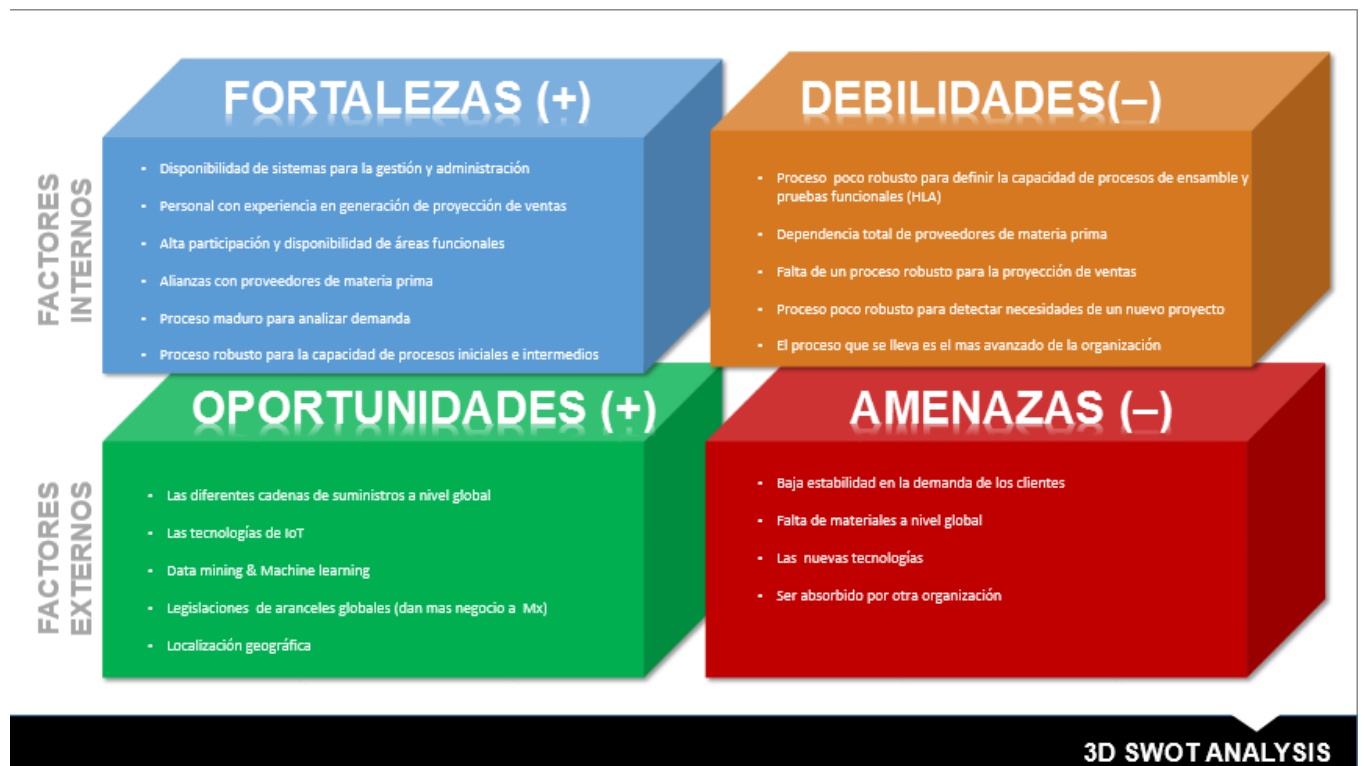 FORTALEZAS (+)
• Disponibilidad de sistemas para la gestión y administración
• Personal con experiencia en generación de proyección de ventas
• Alta participación y disponibilidad de áreas funcionales
• Alianzas con proveedores de materia prima
• Proceso maduro para analizar demanda
• Proceso robusto para la capacidad de procesos iniciales e intermedios
DEBILIDADES(–)
• Proceso poco robusto para definir la capacidad de procesos de ensamble y
pruebas funcionales (HLA)
• Dependencia total de proveedores de materia prima
• Falta de un proceso robusto para la proyección de ventas
• Proceso poco robusto para detectar necesidades de un nuevo proyecto
• El proceso que se lleva es el mas avanzado de la organización
FACTORES
INTERNOS
OPORTUNIDADES (+)
• Las diferentes cadenas de suministros a nivel global
• Las tecnologías de IoT
• Data mining & Machine learning
• Legislaciones de aranceles globales (dan mas negocio a Mx)
• Localización geográfica
AMENAZAS (–)
• Baja estabilidad en la demanda de los clientes
• Falta de materiales a nivel global
• Las nuevas tecnologías
• Ser absorbido por otra organización
FACTORES
EXTERNOS
3D SWOT ANALYSIS